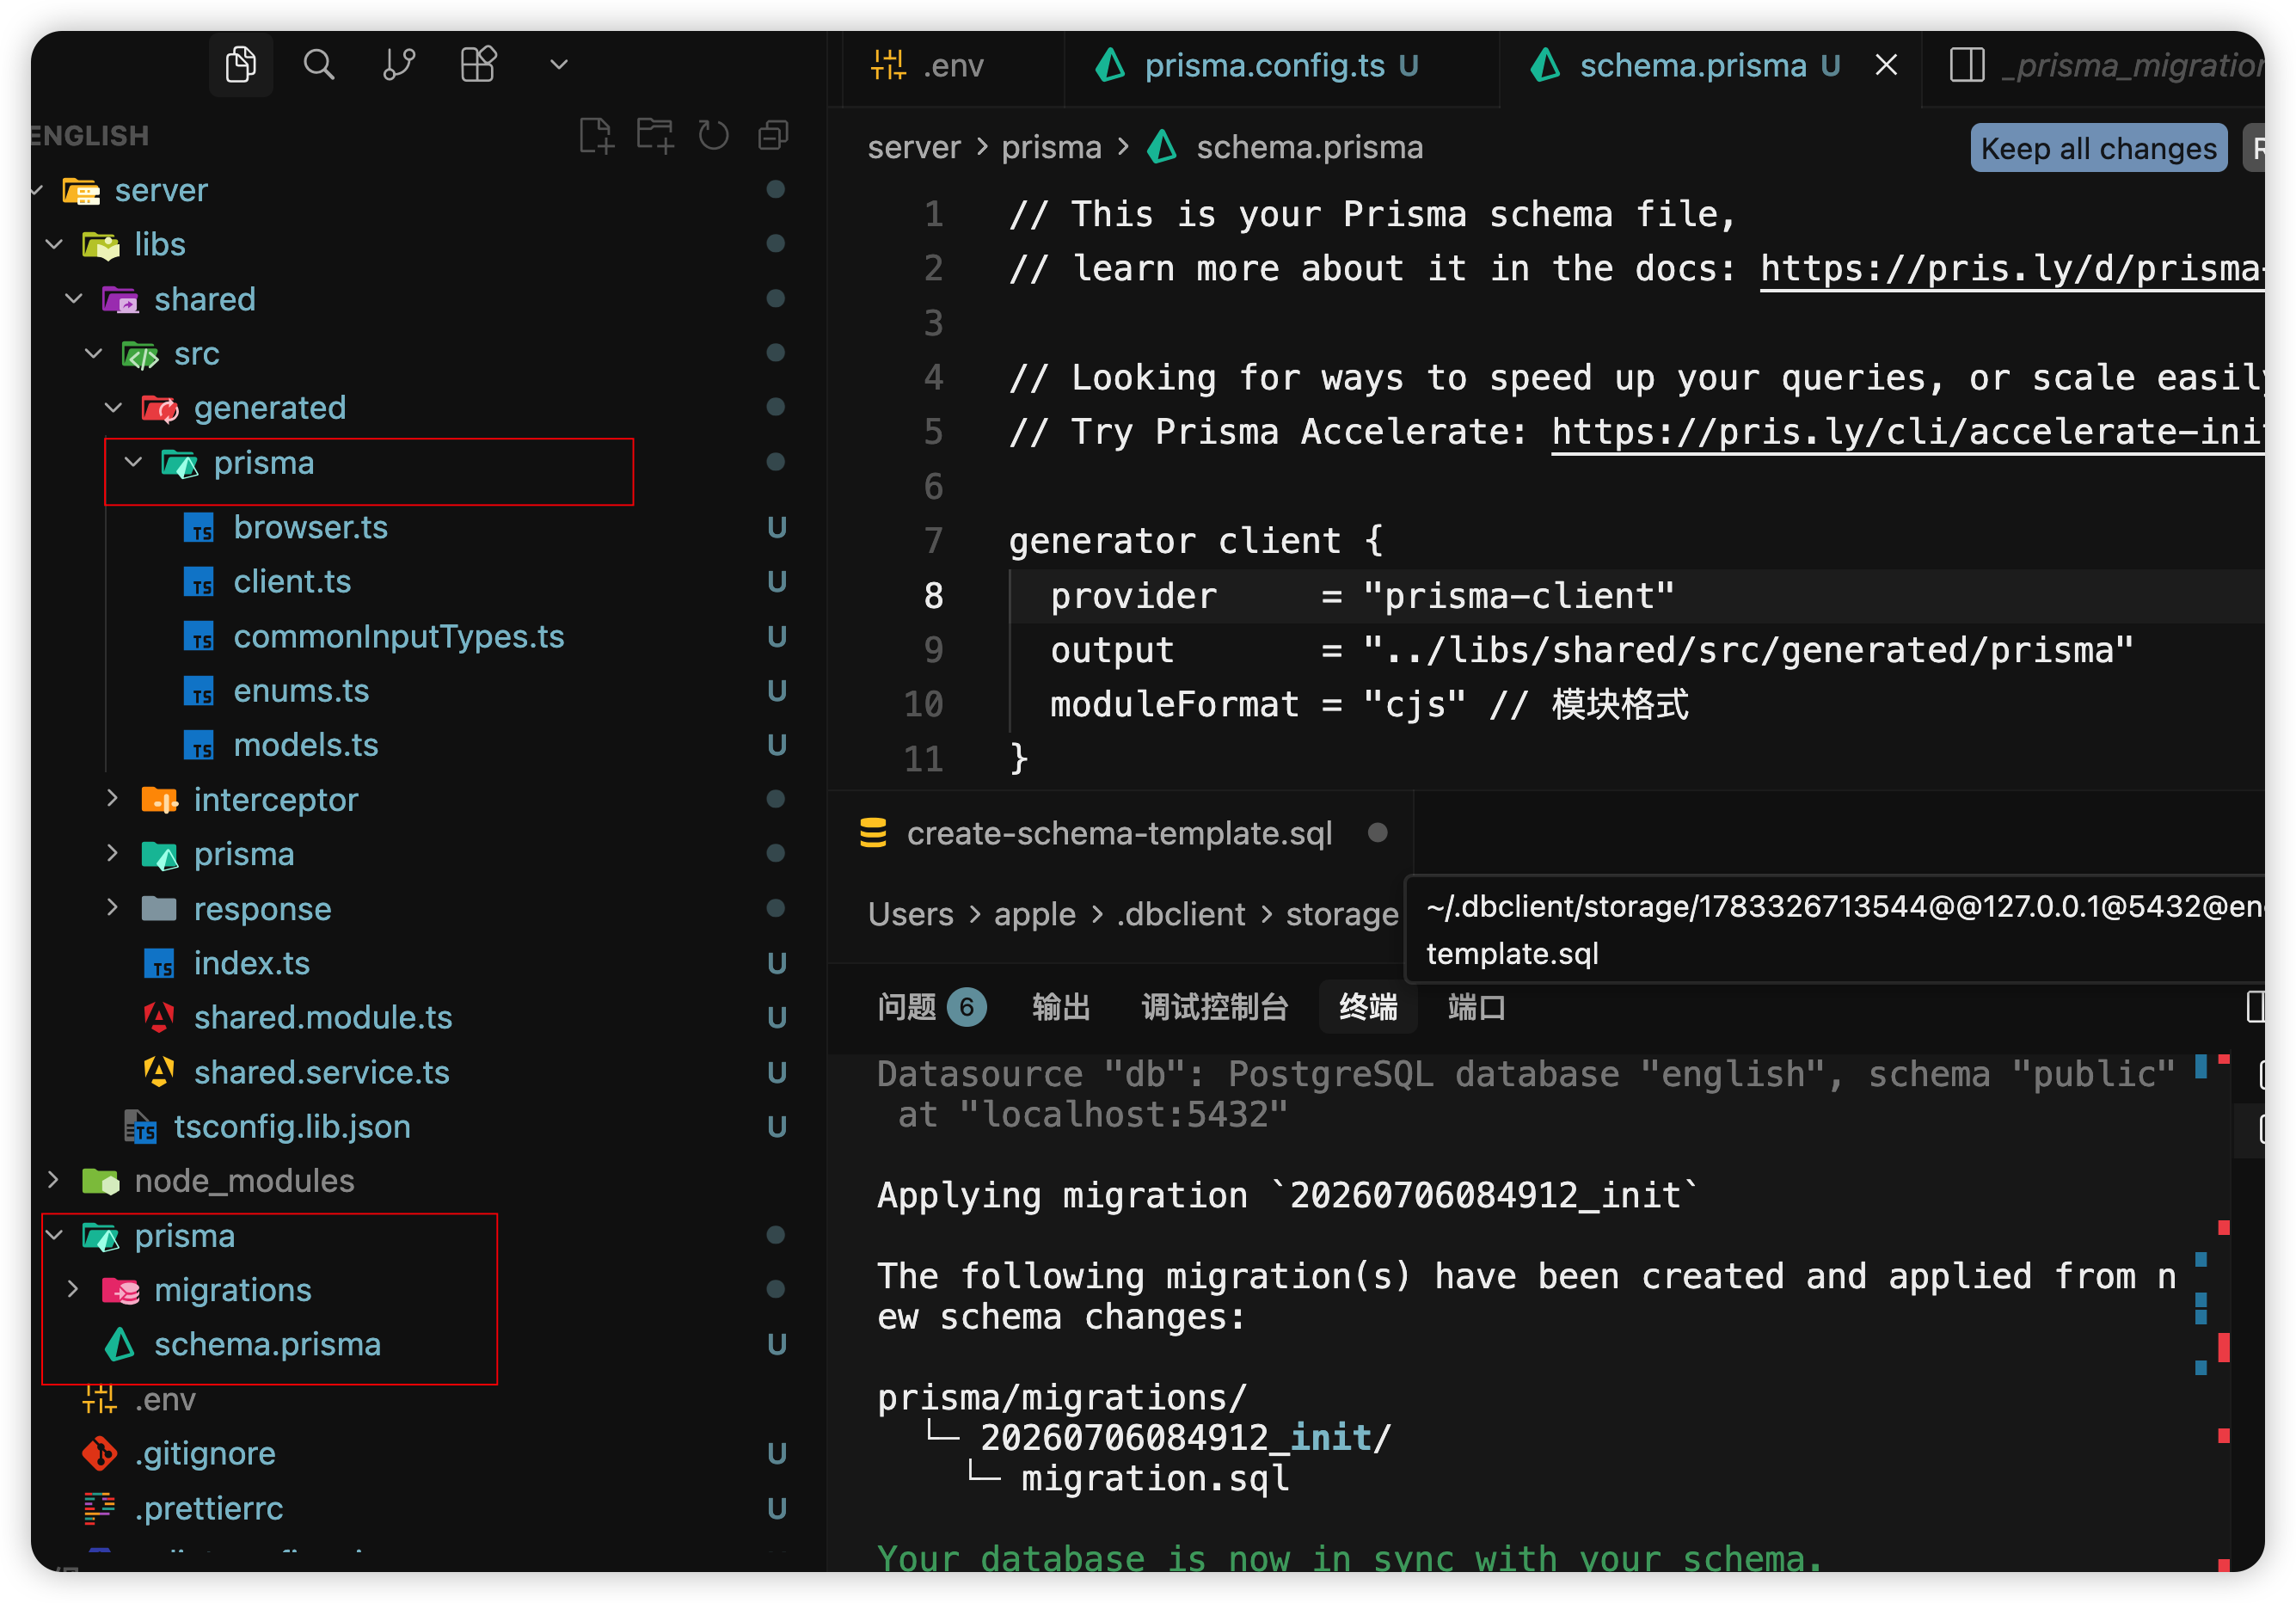 ENGLISH
server
libs
shared
src
generated
prisma
browser.ts U
client.ts U
commonInputTypes.ts U
enums.ts U
models.ts U
interceptor
prisma
response
index.ts U
shared.module.ts U
shared.service.ts U
tsconfig.lib.json U
node_modules
prisma
migrations
schema.prisma U
.env
.gitignore U
.prettierrc U
.env
prisma.config.ts U
schema.prisma U
_prisma_migration
server > prisma > schema.prisma
Keep all changes
1 // This is your Prisma schema file,
2 // learn more about it in the docs: https://pris.ly/d/prisma-
3
4 // Looking for ways to speed up your queries, or scale easily
5 // Try Prisma Accelerate: https://pris.ly/cli/accelerate-init
6
7 generator client {
8 provider = "prisma-client"
9 output = "../libs/shared/src/generated/prisma"
10 moduleFormat = "cjs" // 模块格式
11 }
create-schema-template.sql
Users > apple > .dbclient > storage
~/.dbclient/storage/1783326713544@@127.0.0.1@5432@en
template.sql
问题 6 输出 调试控制台 终端 端口
Datasource "db": PostgreSQL database "english", schema "public"
at "localhost:5432"
Applying migration `20260706084912_init`
The following migration(s) have been created and applied from n
ew schema changes:
prisma/migrations/
└─ 20260706084912_init/
└─ migration.sql
Your database is now in sync with your schema.